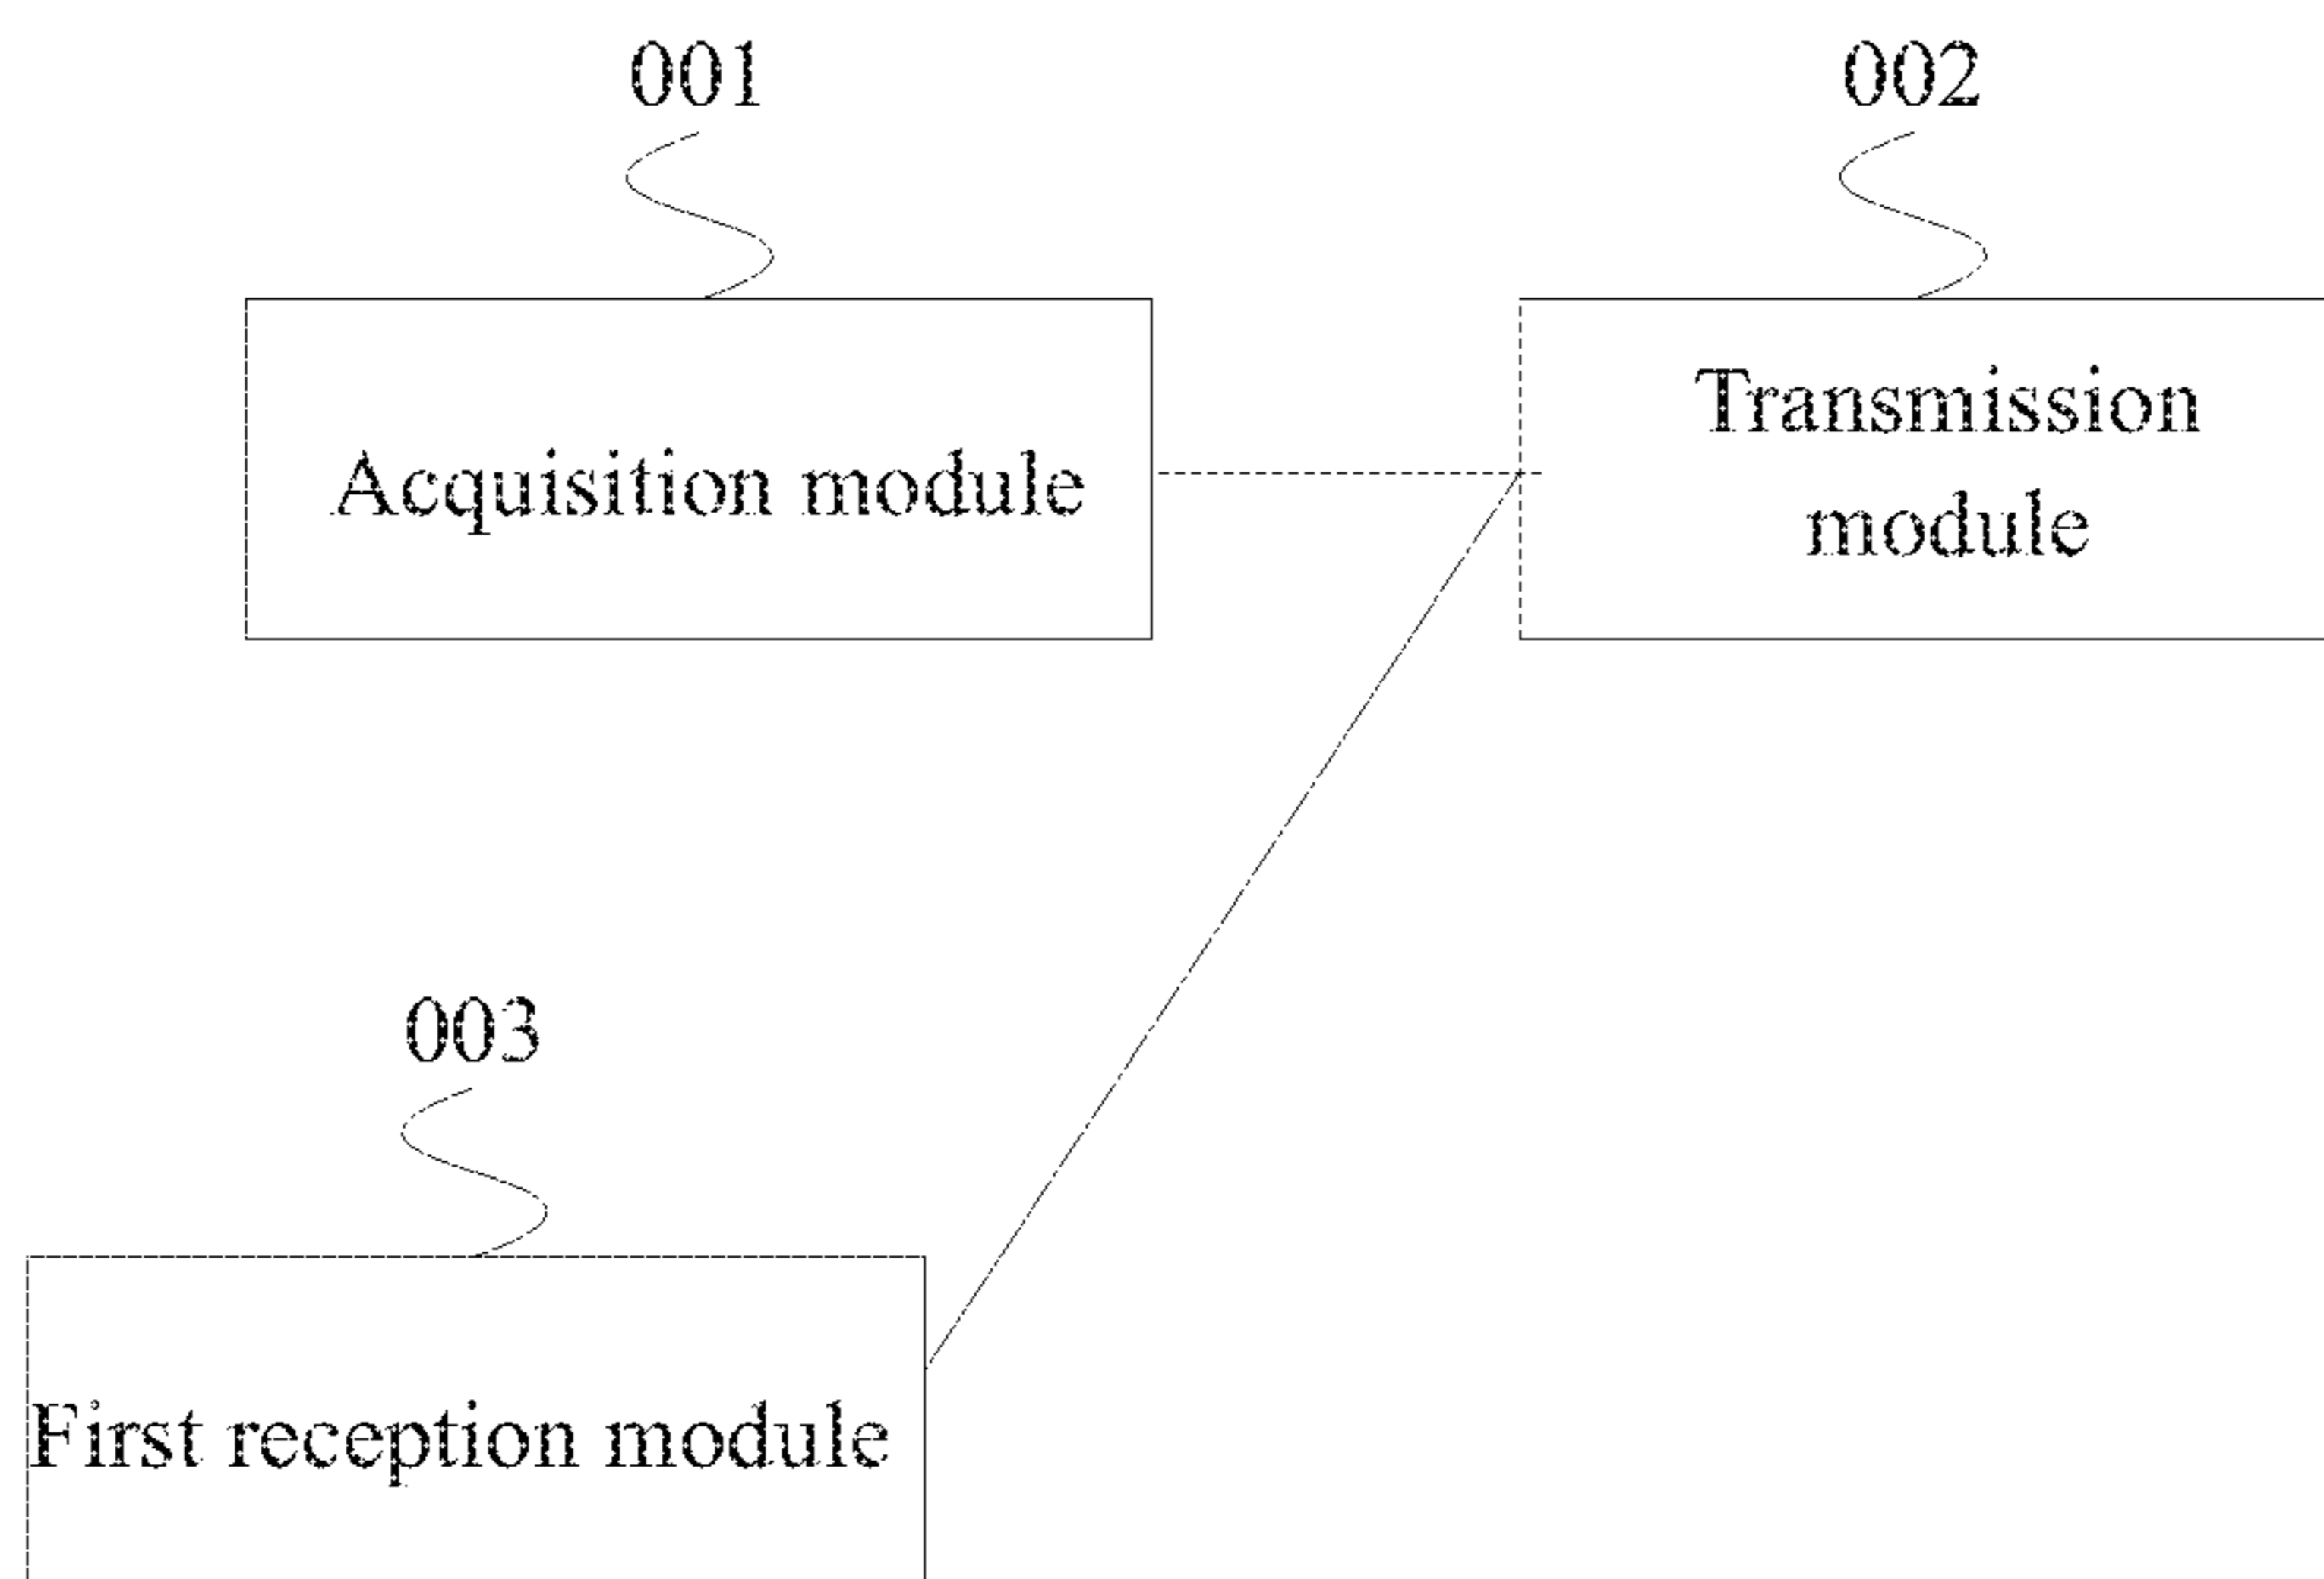 001
002
Acquisition module
Transmission
module
003
First reception module